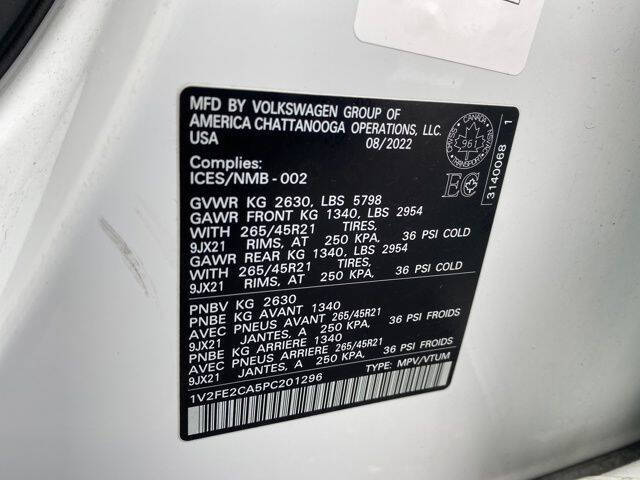 MFD BY VOLKSWAGEN GROUP OF
AMERICA CHATTANOOGA OPERATIONS, LLC.
USA 08/2022
Complies:
ICES/NMB-002
GVWR KG 2630, LBS 5798
GAWR FRONT KG 1340, LBS 2954
WITH 265/45R21 TIRES,
9JX21 RIMS, AT 250 KPA, 36 PSI COLD
GAWR REAR KG 1340, LBS 2954
WITH 265/45R21 TIRES,
9JX21 RIMS, AT 250 KPA, 36 PSI COLD
PNBV KG 2630
PNBE KG AVANT 1340
AVEC PNEUS AVANT 265/45R21
9JX21 JANTES, A 250 KPA, 36 PSI FROIDS
PNBE KG ARRIERE 1340
AVEC PNEUS ARRIERE 265/45R21
9JX21 JANTES, A 250 KPA, 36 PSI FROIDS
1V2FE2CA5PC201296 TYPE: MPV/VTUM
CANADA
TRANSPORT
961
EC
3140068 1